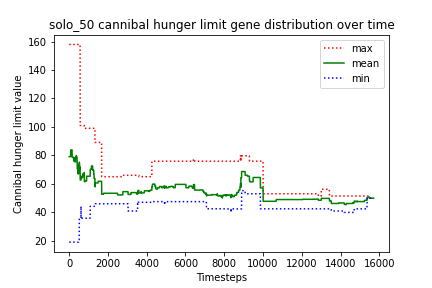 solo_50 cannibal hunger limit gene distribution over time
Cannibal hunger limit value
160
140
120
100
80
60
40
20
max
mean
min
0 2000 4000 6000 8000 10000 12000 14000 16000
Timesteps